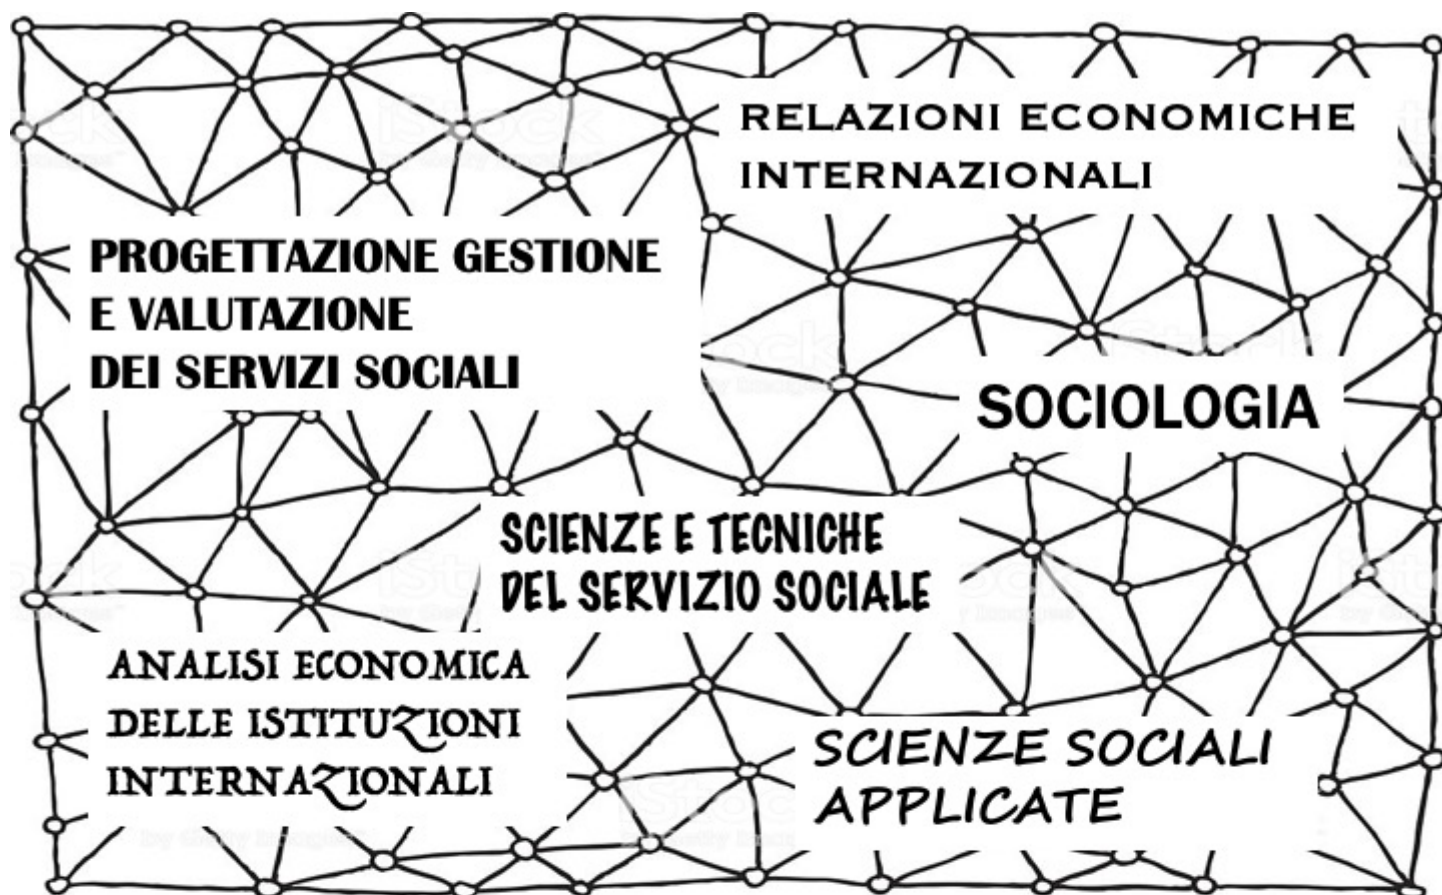 RELAZIONI ECONOMICHE
INTERNAZIONALI
PROGETTAZIONE GESTIONE
E VALUTAZIONE
DEI SERVIZI SOCIALI
SOCIOLOGIA
SCIENZE E TECNICHE
DEL SERVIZIO SOCIALE
ANALISI ECONOMICA
DELLE ISTITUZIONI
INTERNAZIONALI
SCIENZE SOCIALI
APPLICATE
iStock